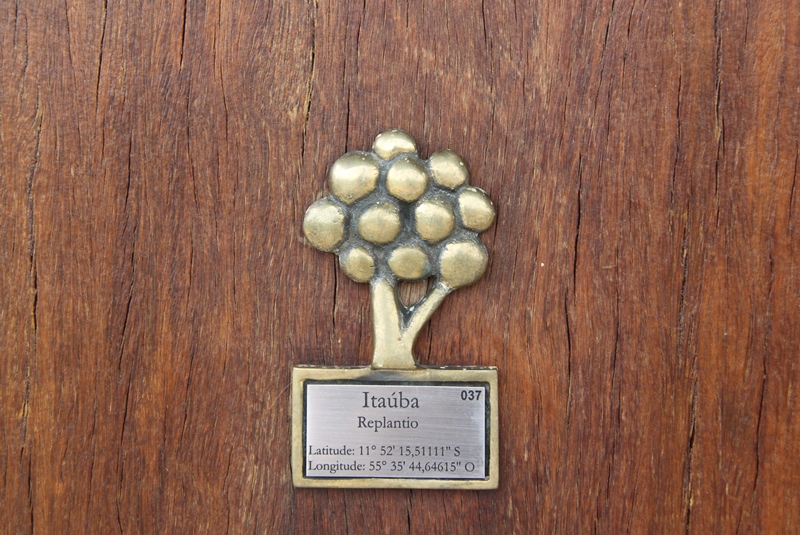 Itaúba 037
Replantio
Latitude: 11° 52' 15,51111" S
Longitude: 55° 35' 44,64615" O